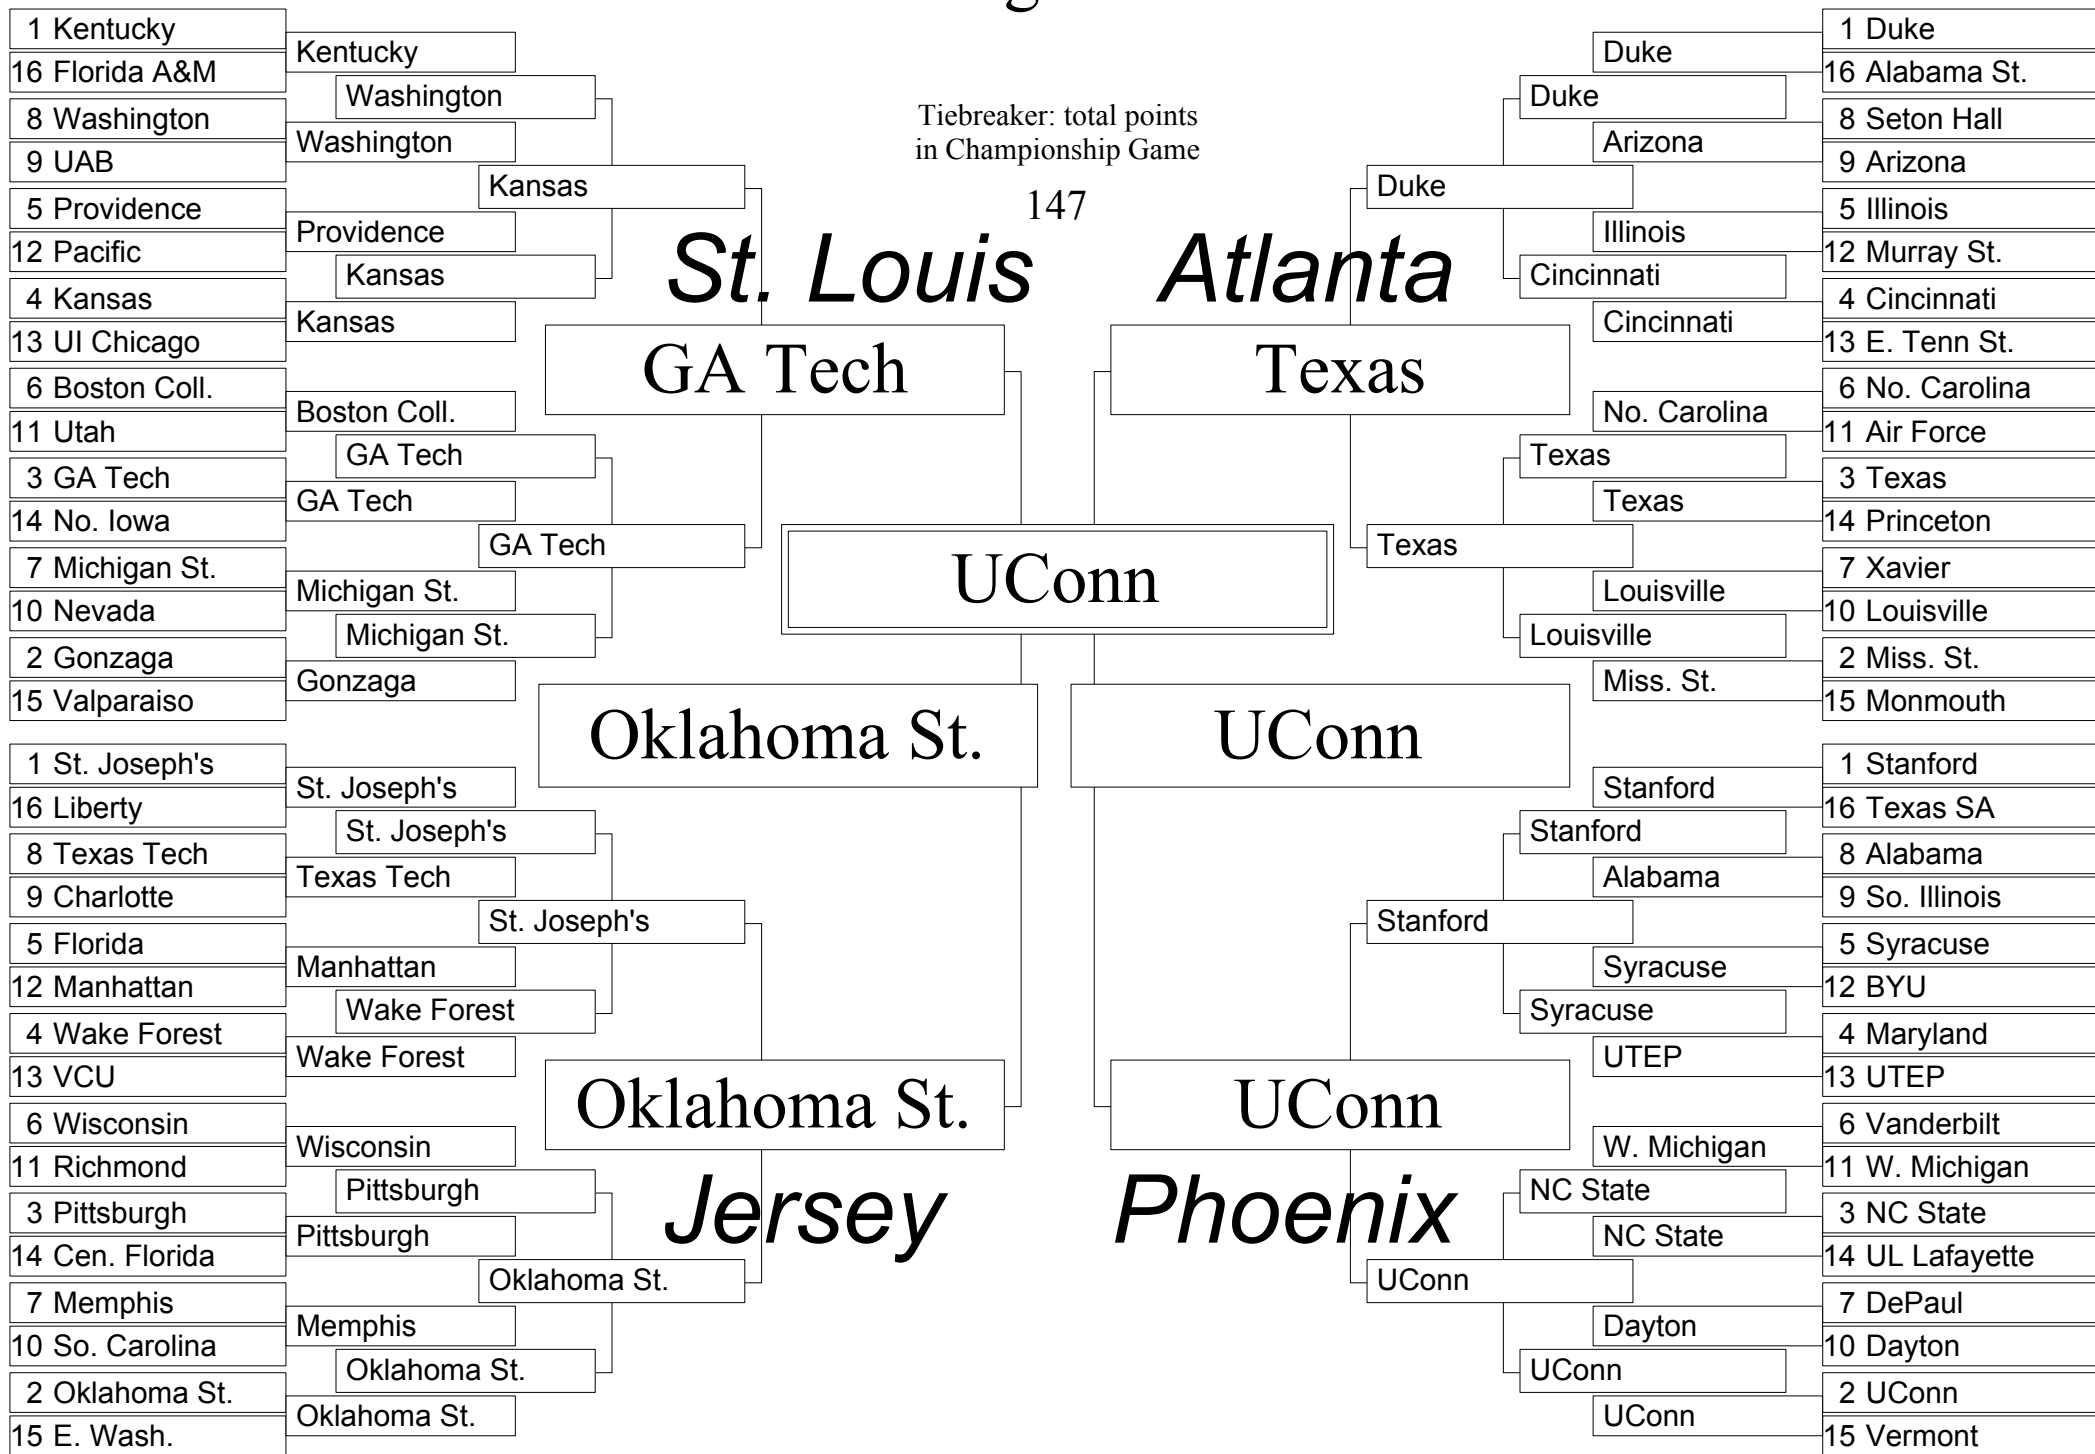 1 Kentucky
16 Florida A&M
8 Washington
9 UAB
5 Providence
12 Pacific
4 Kansas
13 UI Chicago
6 Boston Coll.
11 Utah
3 GA Tech
14 No. Iowa
7 Michigan St.
10 Nevada
2 Gonzaga
15 Valparaiso
Kentucky
Washington
Providence
Kansas
Boston Coll.
GA Tech
Michigan St.
Gonzaga
Washington
Kansas
GA Tech
Michigan St.
Kansas
GA Tech
St. Louis
GA Tech
1 St. Joseph's
16 Liberty
8 Texas Tech
9 Charlotte
5 Florida
12 Manhattan
4 Wake Forest
13 VCU
6 Wisconsin
11 Richmond
3 Pittsburgh
14 Cen. Florida
7 Memphis
10 So. Carolina
2 Oklahoma St.
15 E. Wash.
St. Joseph's
Texas Tech
Manhattan
Wake Forest
Wisconsin
Pittsburgh
Memphis
Oklahoma St.
St. Joseph's
Wake Forest
Pittsburgh
Oklahoma St.
St. Joseph's
Oklahoma St.
Oklahoma St.
Jersey
Tiebreaker: total points
in Championship Game
147
UConn
Oklahoma St.
UConn
Atlanta
Texas
Duke
Texas
Duke
Cincinnati
Texas
Louisville
Duke
Arizona
Illinois
Cincinnati
No. Carolina
Texas
Louisville
Miss. St.
1 Duke
16 Alabama St.
8 Seton Hall
9 Arizona
5 Illinois
12 Murray St.
4 Cincinnati
13 E. Tenn St.
6 No. Carolina
11 Air Force
3 Texas
14 Princeton
7 Xavier
10 Louisville
2 Miss. St.
15 Monmouth
UConn
Phoenix
Stanford
UConn
Stanford
Syracuse
NC State
UConn
Stanford
Alabama
Syracuse
UTEP
W. Michigan
NC State
Dayton
UConn
1 Stanford
16 Texas SA
8 Alabama
9 So. Illinois
5 Syracuse
12 BYU
4 Maryland
13 UTEP
6 Vanderbilt
11 W. Michigan
3 NC State
14 UL Lafayette
7 DePaul
10 Dayton
2 UConn
15 Vermont